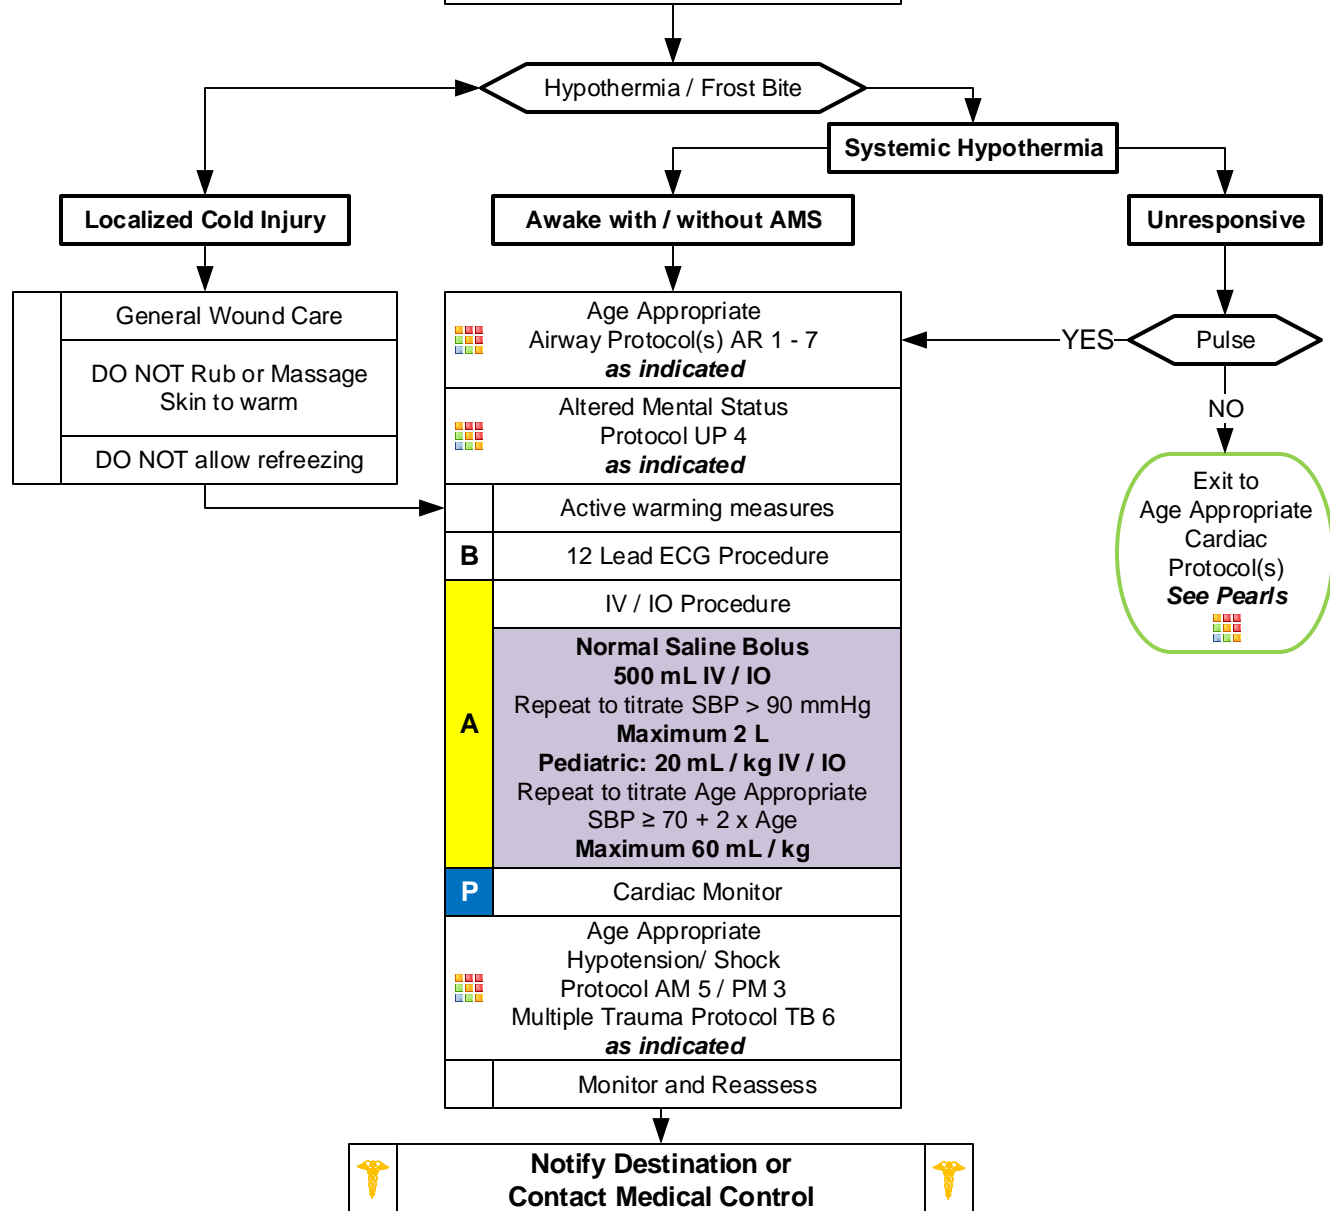 Hypothermia / Frost Bite
Systemic Hypothermia
Localized Cold Injury
Awake with / without AMS
Unresponsive
General Wound Care
DO NOT Rub or Massage
Skin to warm
DO NOT allow refreezing
Age Appropriate
Airway Protocol(s) AR 1 - 7
as indicated
Altered Mental Status
Protocol UP 4
as indicated
Active warming measures
B
12 Lead ECG Procedure
A
IV / IO Procedure
Normal Saline Bolus
500 mL IV / IO
Repeat to titrate SBP > 90 mmHg
Maximum 2 L
Pediatric: 20 mL / kg IV / IO
Repeat to titrate Age Appropriate
SBP ≥ 70 + 2 x Age
Maximum 60 mL / kg
P
Cardiac Monitor
Age Appropriate
Hypotension/ Shock
Protocol AM 5 / PM 3
Multiple Trauma Protocol TB 6
as indicated
Monitor and Reassess
YES
Pulse
NO
Exit to
Age Appropriate
Cardiac
Protocol(s)
See Pearls
Notify Destination or
Contact Medical Control